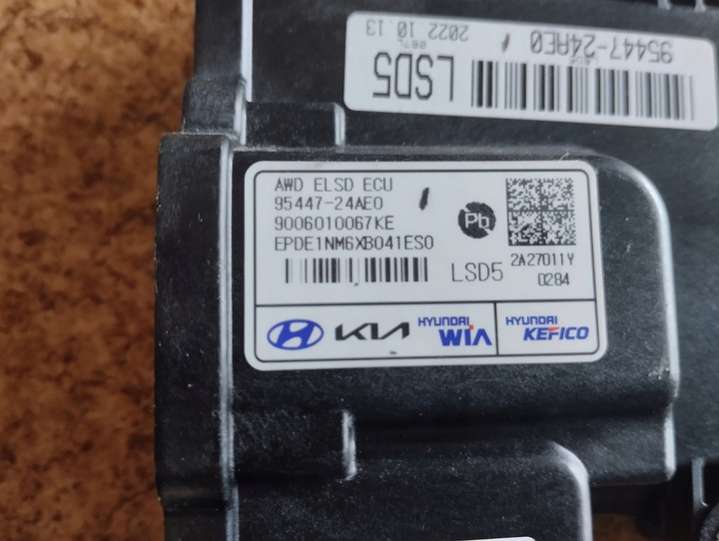 95447-24AE0
2022 10 13
LSD5
AWD ELSD ECU
95447-24AE0
9006010067KE
EPDE1NM6XB041ES0
Pb
LSD5
2A27011Y
0284
HYUNDAI
WIA
KIA
HYUNDAI
KEFICO